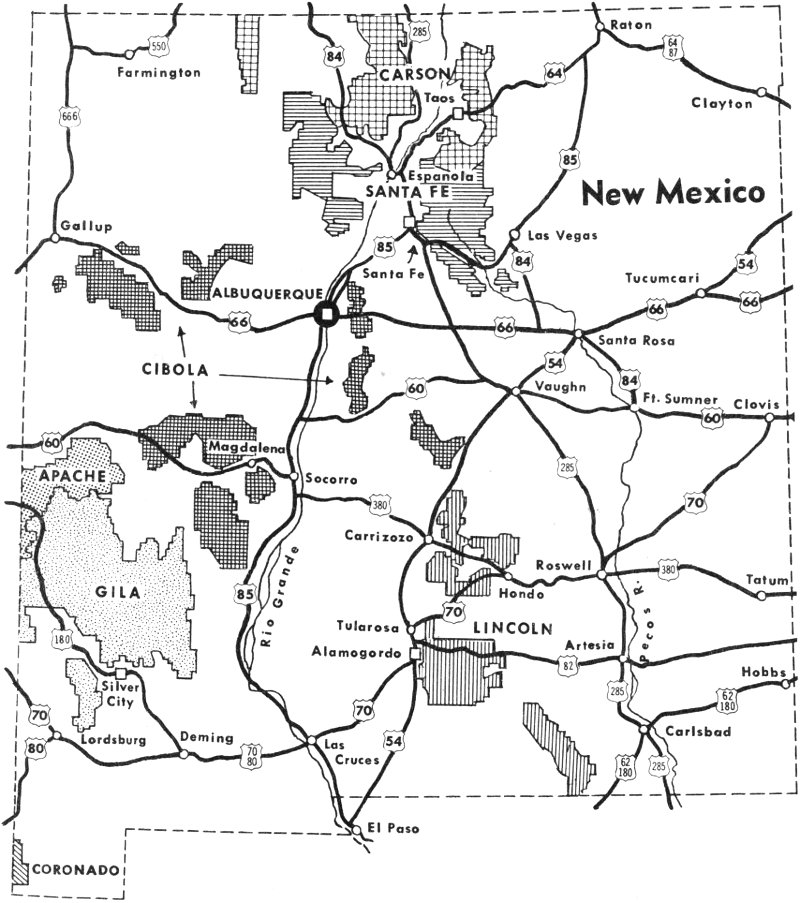 Raton
550
285
84
64
87
Farmington
CARSON
64
Taos
Clayton
666
85
Espanola
SANTA FE
New Mexico
Gallup
Las Vegas
85
84
Santa Fe
54
Tucumcari
ALBUQUERQUE
66
66
66
66
Santa Rosa
54
CIBOLA
84
60
Vaughn
Ft. Sumner
60
Clovis
60
Magdalena
285
APACHE
Socorro
70
380
Carrizozo
Roswell
380
GILA
Hondo
Tatum
85
Rio Grande
70
Pecos R.
Tularosa
LINCOLN
180
Alamogordo
Artesia
82
Hobbs
Silver
City
285
62
180
70
70
Lordsburg
Deming
Las
Cruces
54
Carlsbad
80
70
80
62
180
285
El Paso
CORONADO